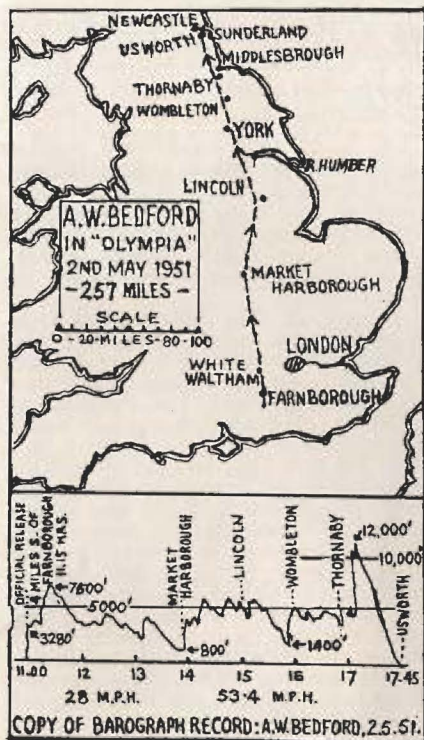 NEWCASTLE
USWORTH
SUNDERLAND
MIDDLESBROUGH
THORNABY
WOMBLETON
YORK
R.HUMBER
LINCOLN
A.W.BEDFORD
IN "OLYMPIA"
2ND MAY 1951
-257 MILES-
SCALE
0-20-MILES-80-100
MARKET
HARBOROUGH
LONDON
WHITE
WALTHAM
FARNBOROUGH
OFFICIAL RELEASE
4 MILES S. OF
FARNBOROUGH
11.15 HRS.
7600'
5000'
3280'
MARKET
HARBOROUGH
800'
LINCOLN
WOMBLETON
1400'
THORNABY
12,000'
10,000'
USWORTH
11.00 12 13 14 15 16 17 17.45
28 M.P.H. 53.4 M.P.H.
COPY OF BAROGRAPH RECORD: A.W.BEDFORD, 2.5.51.